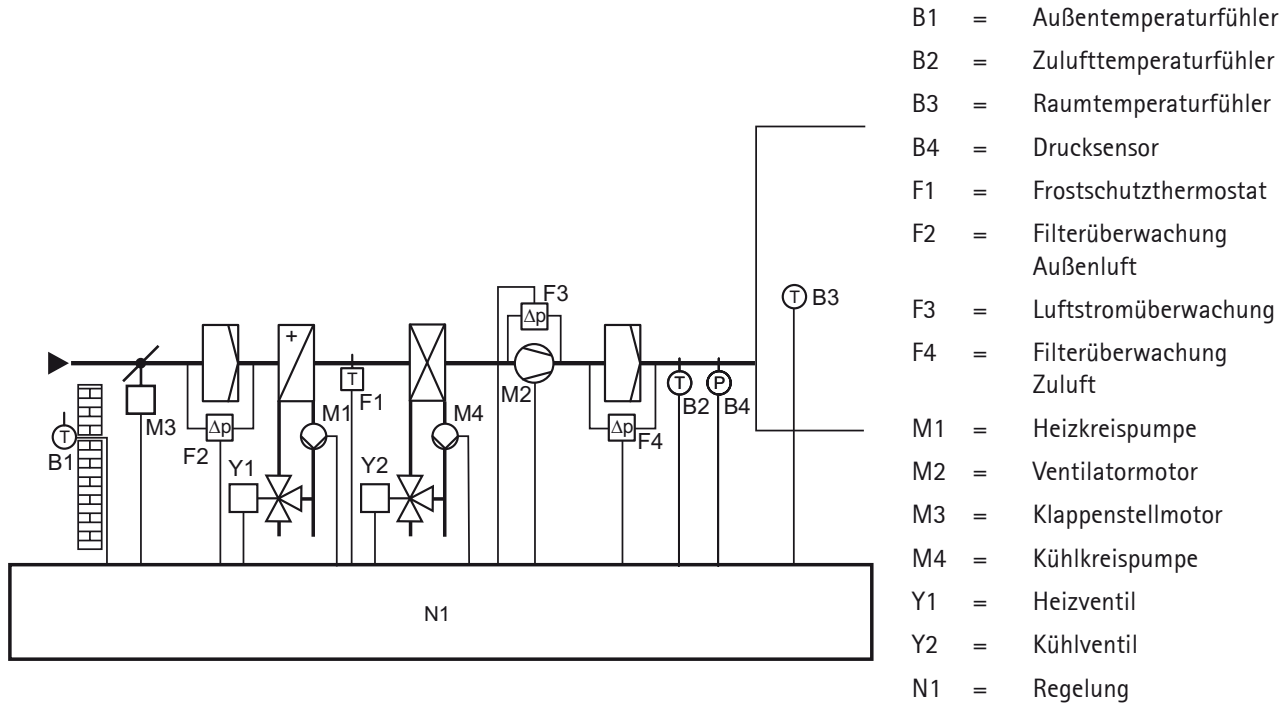 B1 = Außentemperaturfühler
B2 = Zulufttemperaturfühler
B3 = Raumtemperaturfühler
B4 = Drucksensor
F1 = Frostschutzthermostat
F2 = Filterüberwachung
Außenluft
F3 = Luftstromüberwachung
F4 = Filterüberwachung
Zuluft
M1 = Heizkreispumpe
M2 = Ventilatormotor
M3 = Klappenstellmotor
M4 = Kühlkreispumpe
Y1 = Heizventil
Y2 = Kühlventil
N1 = Regelung
F3
Δp
T B3
+
T
F1
M2
T
B2
P
B4
M3
Δp
F2
M1
M4
Δp
F4
T
B1
Y1
Y2
N1